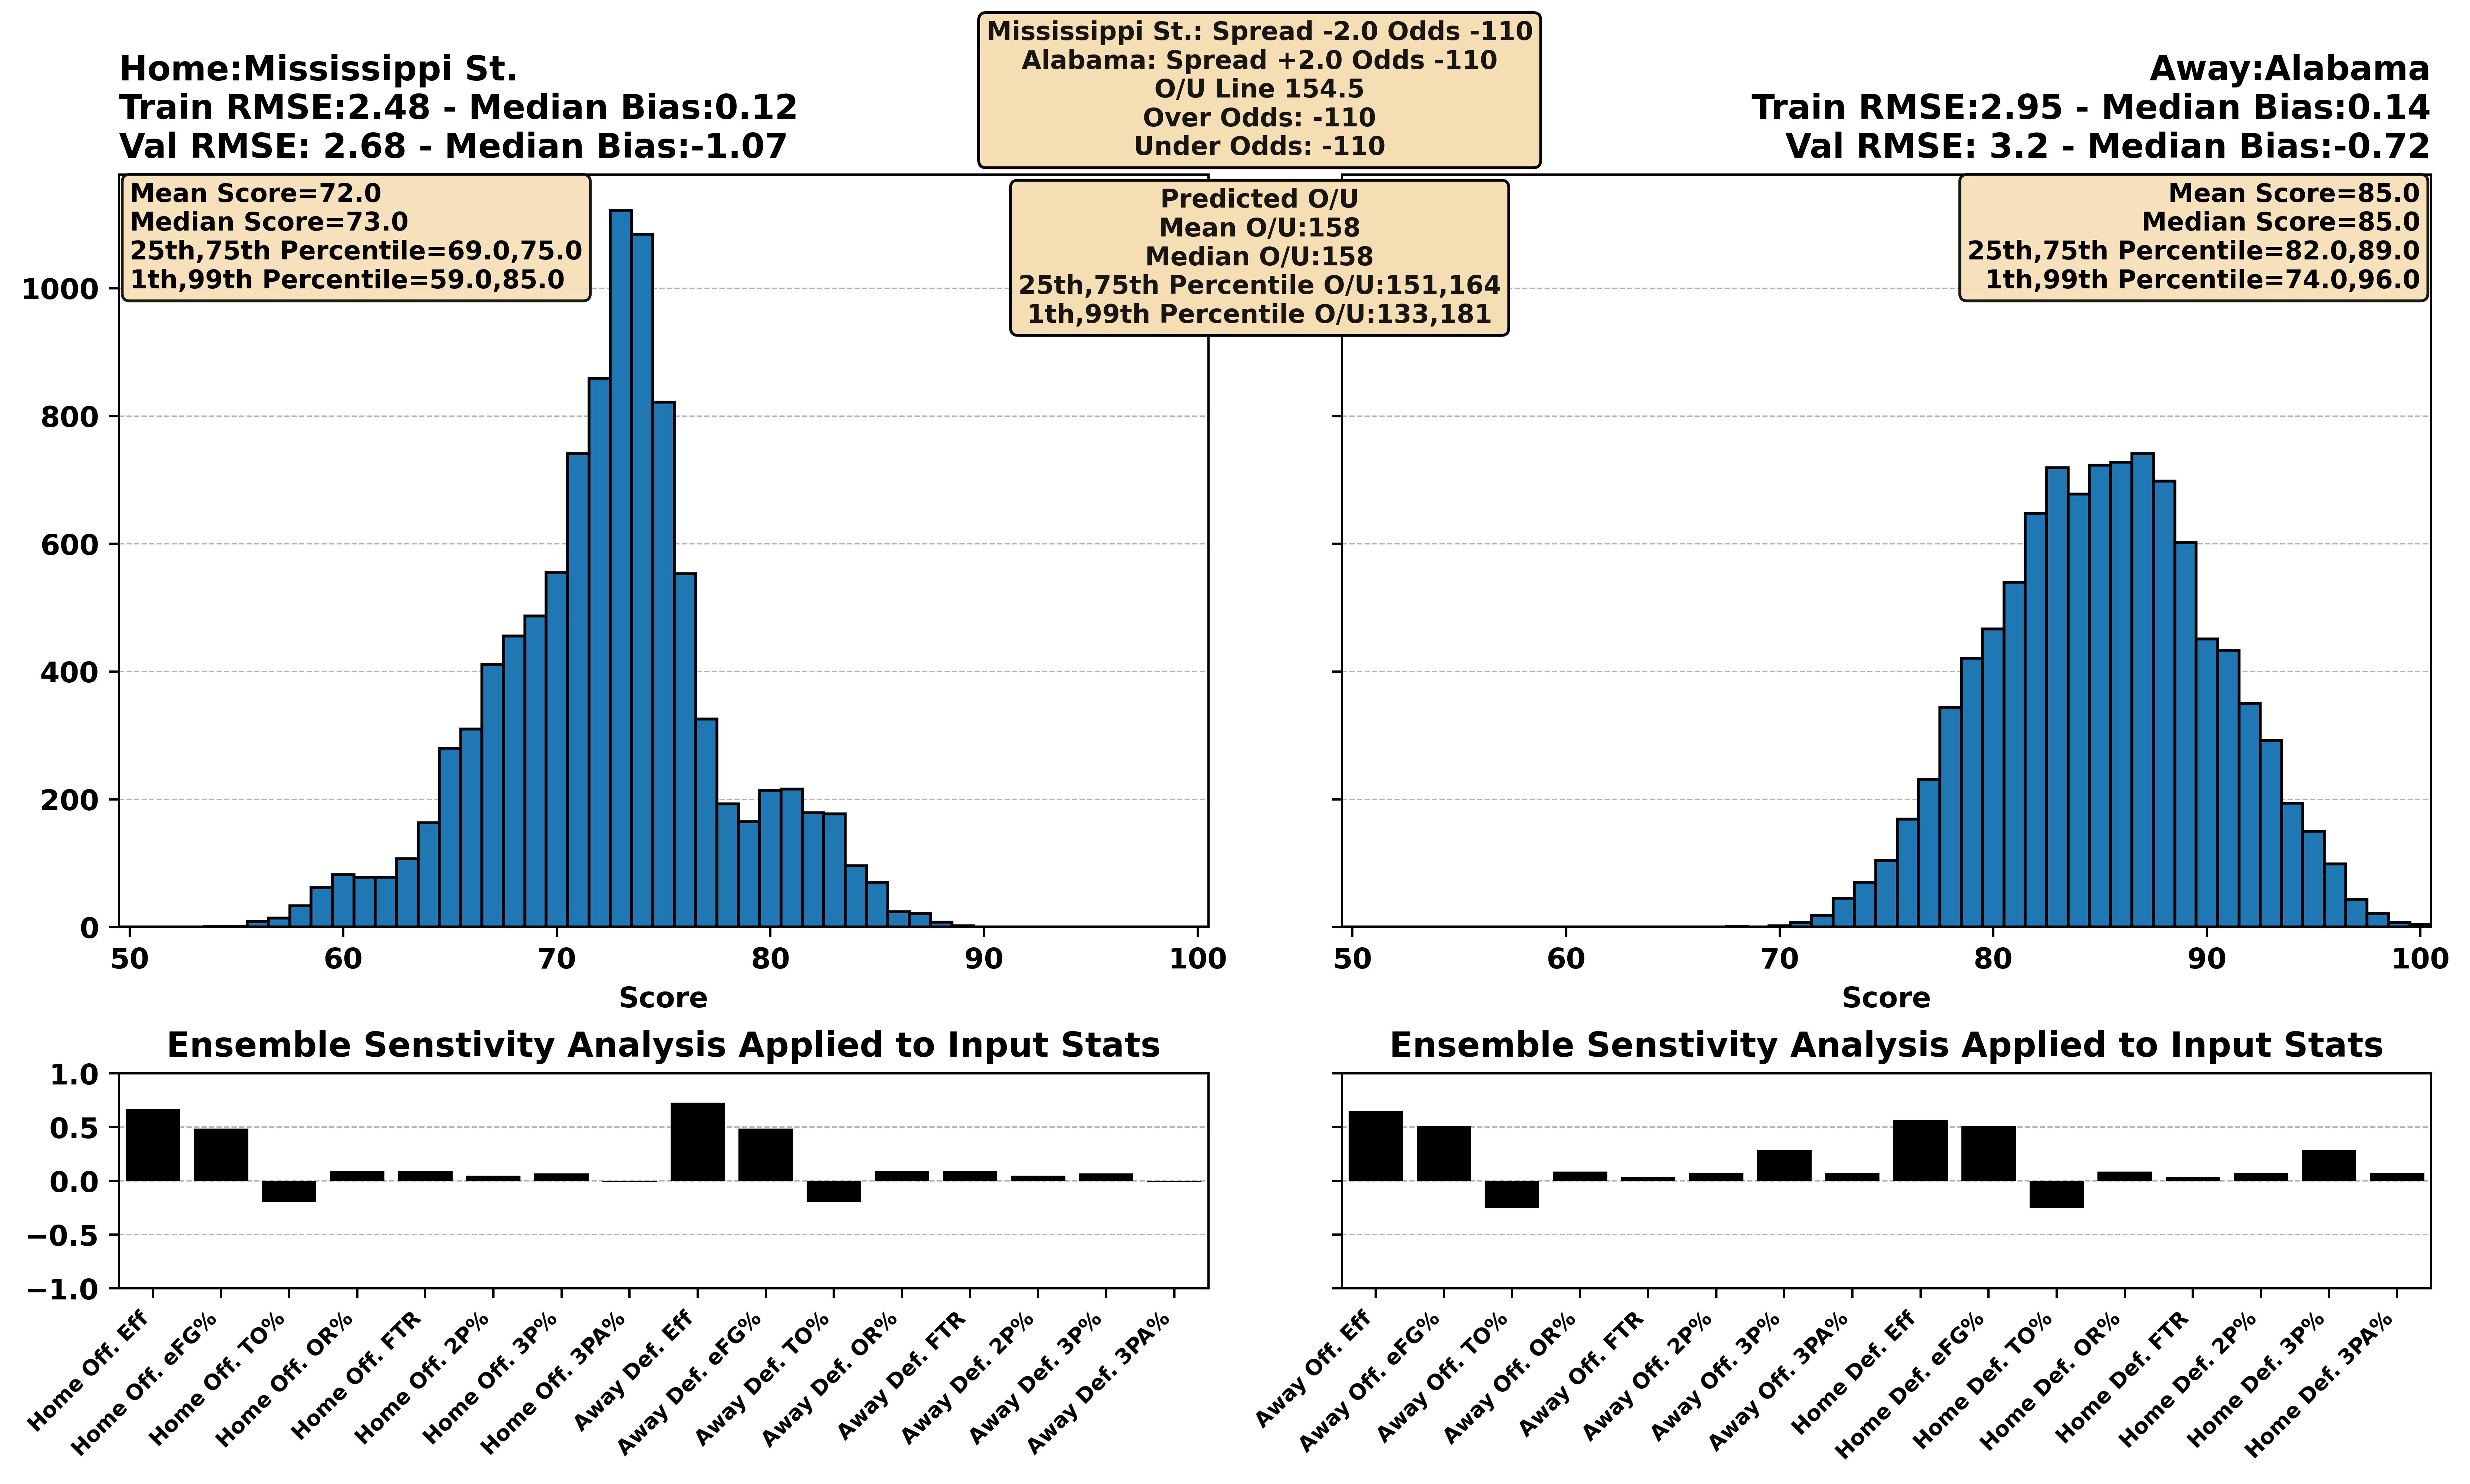 Mississippi St.: Spread -2.0 Odds -110
Alabama: Spread +2.0 Odds -110
O/U Line 154.5
Over Odds: -110
Under Odds: -110
Home:Mississippi St.
Train RMSE:2.48 - Median Bias:0.12
Val RMSE: 2.68 - Median Bias:-1.07
Away:Alabama
Train RMSE:2.95 - Median Bias:0.14
Val RMSE: 3.2 - Median Bias:-0.72
Mean Score=72.0
Median Score=73.0
25th,75th Percentile=69.0,75.0
1th,99th Percentile=59.0,85.0
Predicted O/U
Mean O/U:158
Median O/U:158
25th,75th Percentile O/U:151,164
1th,99th Percentile O/U:133,181
Mean Score=85.0
Median Score=85.0
25th,75th Percentile=82.0,89.0
1th,99th Percentile=74.0,96.0
1000
800
600
400
200
0
50 60 70 80 90 100
Score
50 60 70 80 90 100
Score
Ensemble Senstivity Analysis Applied to Input Stats
1.0
0.5
0.0
−0.5
−1.0
Home Off. Eff
Home Off. eFG%
Home Off. TO%
Home Off. OR%
Home Off. FTR
Home Off. 2P%
Home Off. 3P%
Home Off. 3PA%
Away Def. Eff
Away Def. eFG%
Away Def. TO%
Away Def. OR%
Away Def. FTR
Away Def. 2P%
Away Def. 3P%
Away Def. 3PA%
Ensemble Senstivity Analysis Applied to Input Stats
Away Off. Eff
Away Off. eFG%
Away Off. TO%
Away Off. OR%
Away Off. FTR
Away Off. 2P%
Away Off. 3P%
Away Off. 3PA%
Home Def. Eff
Home Def. eFG%
Home Def. TO%
Home Def. OR%
Home Def. FTR
Home Def. 2P%
Home Def. 3P%
Home Def. 3PA%